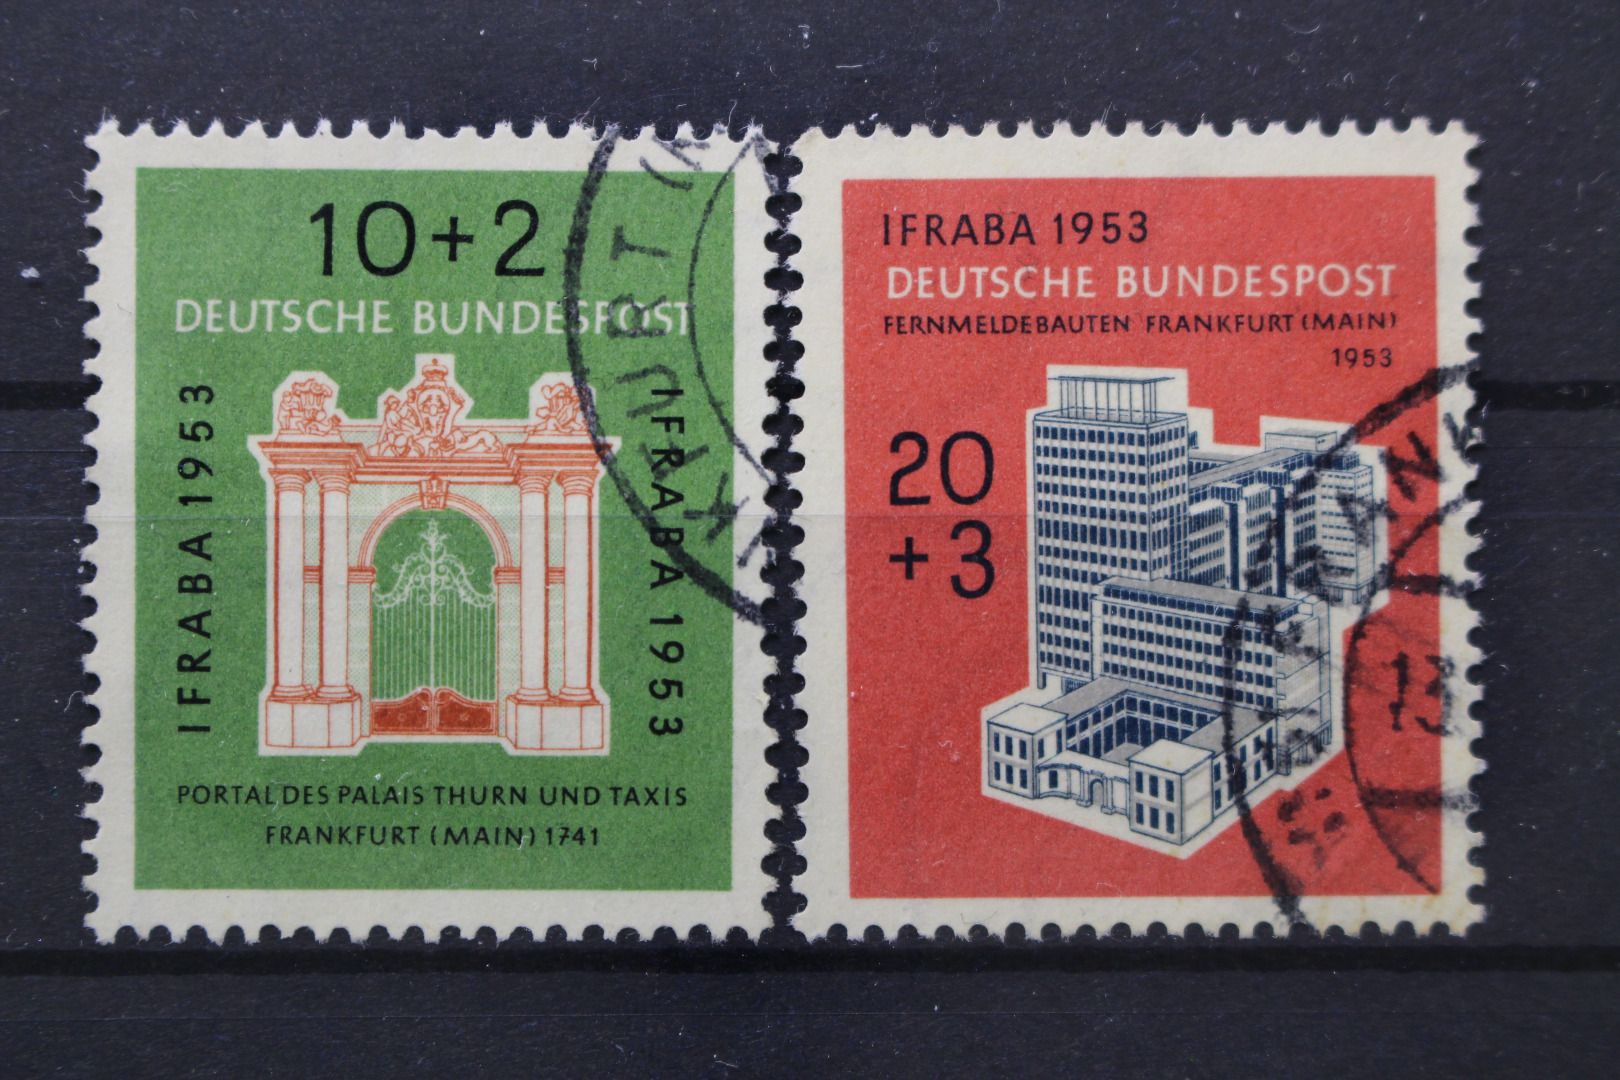 10+2
DEUTSCHE BUNDESPOST
IFRABA 1953
IFRABA 1953
PORTAL DES PALAIS THURN UND TAXIS
FRANKFURT (MAIN) 1741
IFRABA 1953
DEUTSCHE BUNDESPOST
FERNMELDEBAUTEN FRANKFURT (MAIN)
1953
20
+3
13